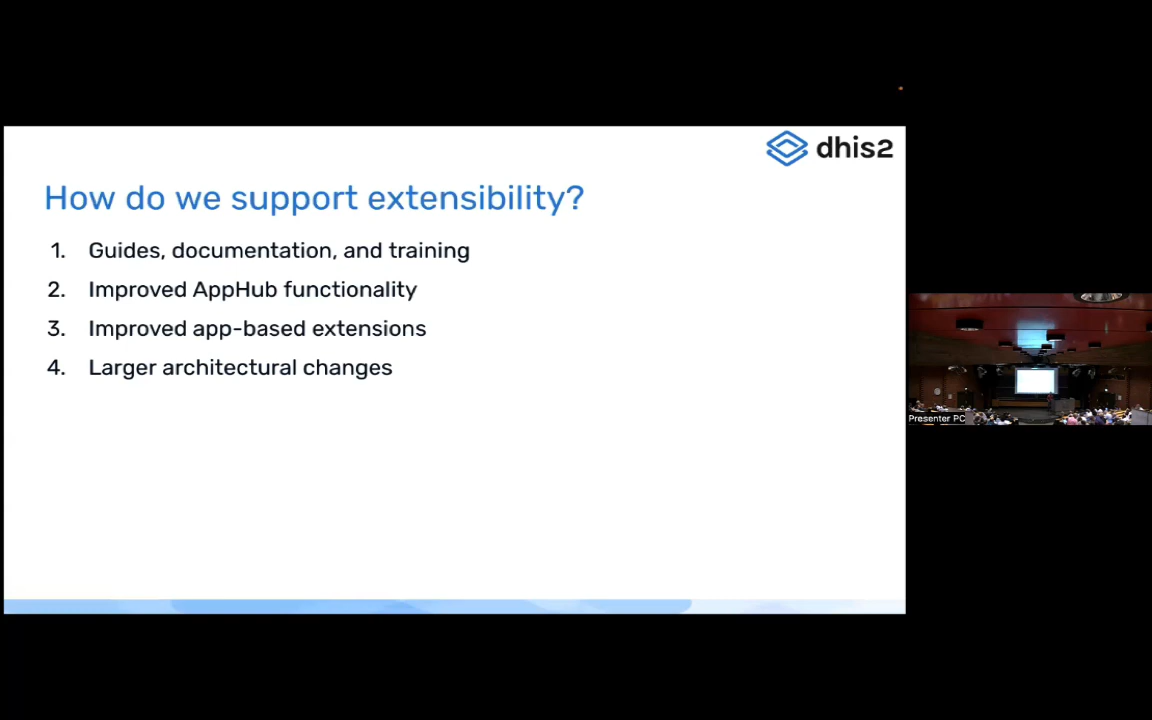 dhis2
How do we support extensibility?
1. Guides, documentation, and training
2. Improved AppHub functionality
3. Improved app-based extensions
4. Larger architectural changes
Presenter PC